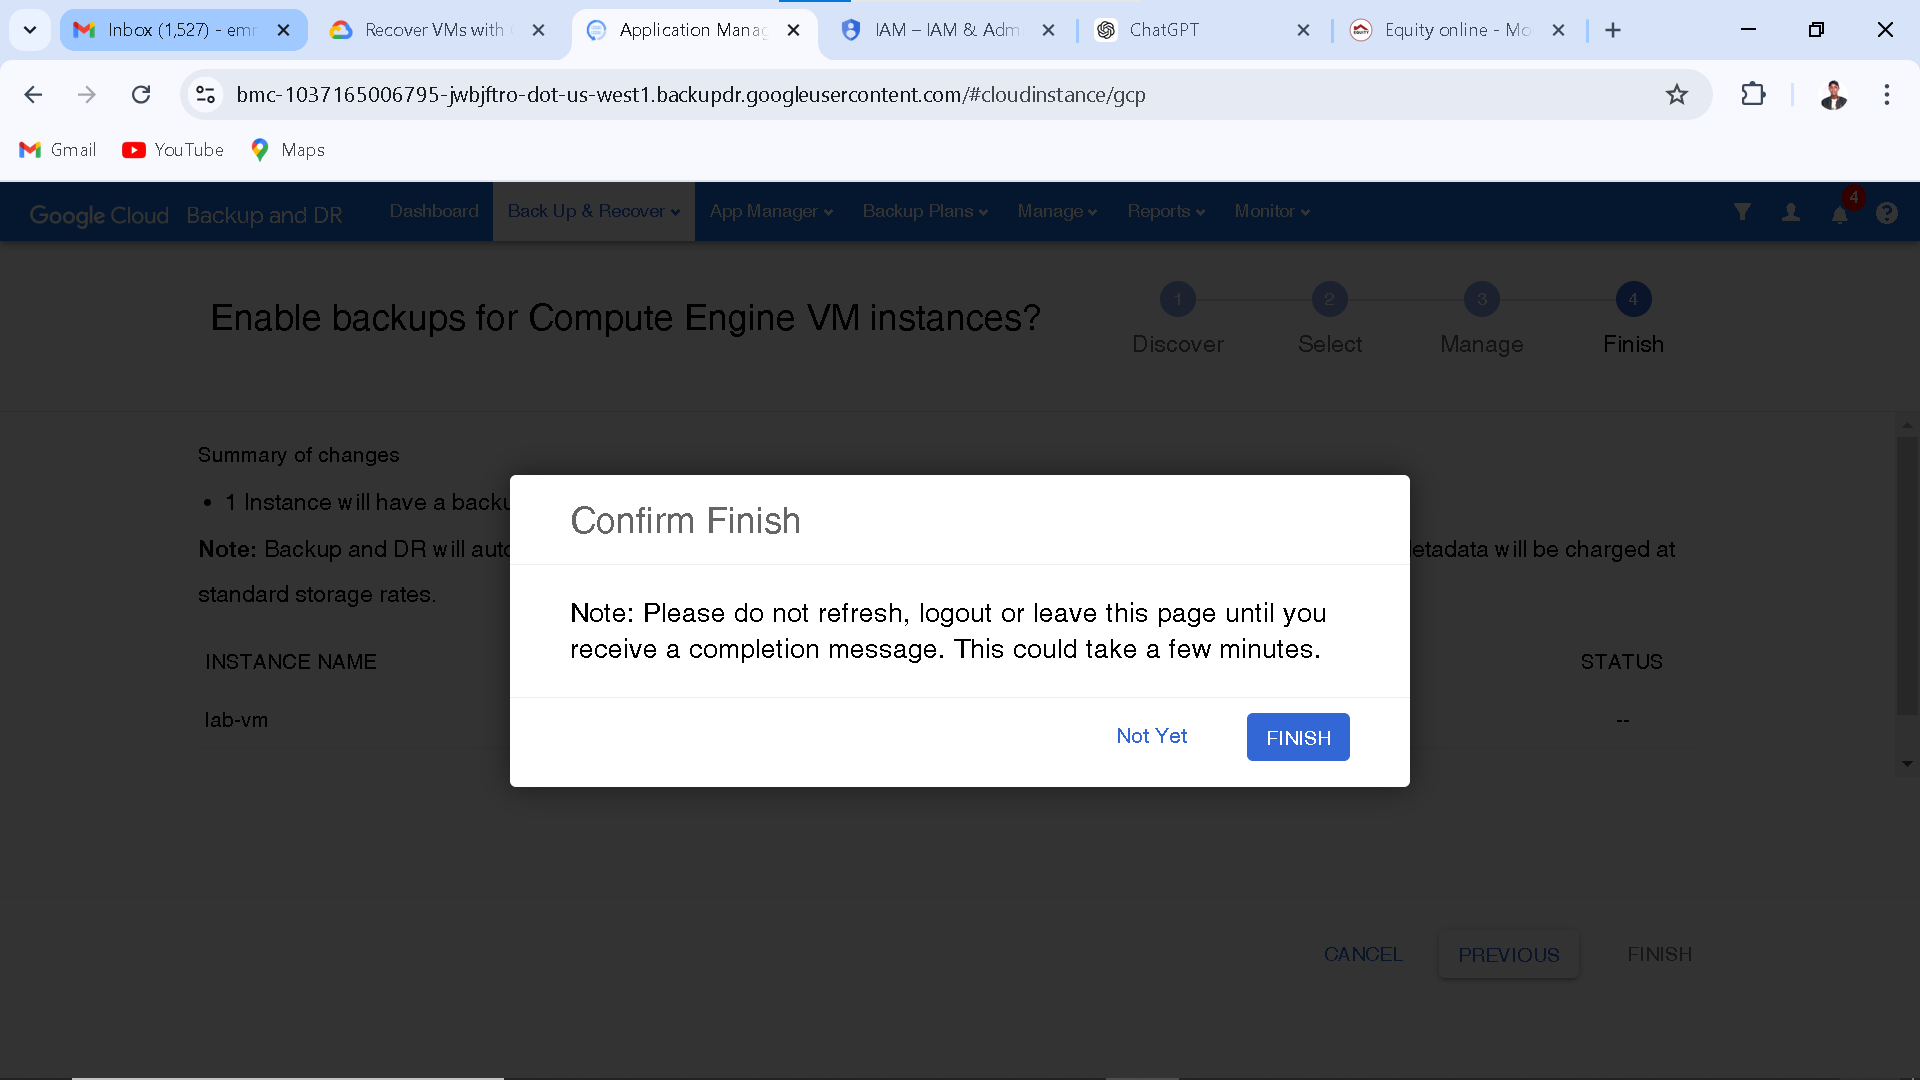 Inbox (1,527) - em
Recover VMs with
Application Manag
IAM – IAM & Adm
ChatGPT
Equity online - Mo
bmc-1037165006795-jwbjftro-dot-us-west1.backupdr.googleusercontent.com/#cloudinstance/gcp
Gmail
YouTube
Maps
Google Cloud Backup and DR
Dashboard
Back Up & Recover
App Manager
Backup Plans
Manage
Reports
Monitor
4
Enable backups for Compute Engine VM instances?
1
2
3
4
Discover
Select
Manage
Finish
Summary of changes
• 1 Instance will have a backu
Note: Backup and DR will auto
etadata will be charged at
standard storage rates.
INSTANCE NAME
STATUS
lab-vm
--
Confirm Finish
Note: Please do not refresh, logout or leave this page until you
receive a completion message. This could take a few minutes.
Not Yet
FINISH
CANCEL
PREVIOUS
FINISH